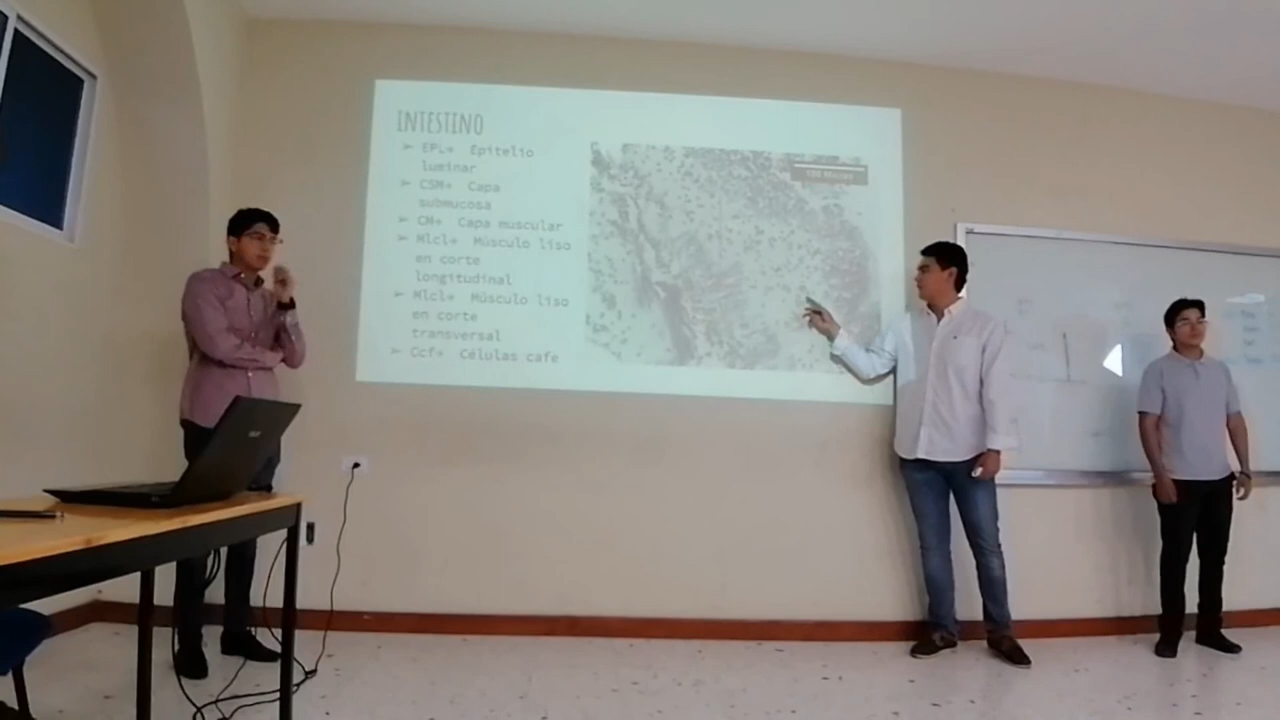 INTESTINO
➢ EPL→ Epitelio
luminar
➢ CSM→ Capa
submucosa
➢ CM→ Capa muscular
➢ Mlcl→ Músculo liso
en corte
longitudinal
➢ Mlcl→ Músculo liso
en corte
transversal
➢ Ccf→ Células cafe
acer